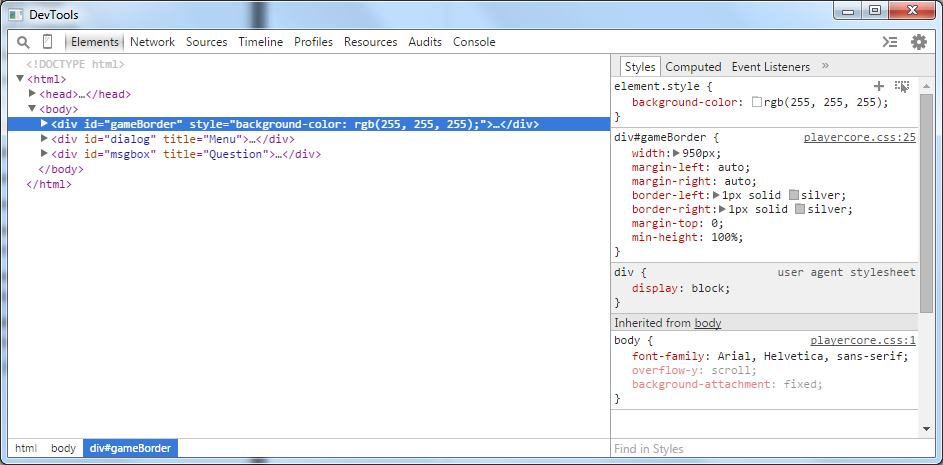 DevTools
Elements Network Sources Timeline Profiles Resources Audits Console
<!DOCTYPE html>
<html>
<head>…</head>
<body>
<div id="gameBorder" style="background-color: rgb(255, 255, 255);">…</div>
<div id="dialog" title="Menu">…</div>
<div id="msgbox" title="Question">…</div>
</body>
</html>
html body div#gameBorder
Styles Computed Event Listeners »
element.style {
background-color: rgb(255, 255, 255);
}
div#gameBorder { playercore.css:25
width: 950px;
margin-left: auto;
margin-right: auto;
border-left: 1px solid silver;
border-right: 1px solid silver;
margin-top: 0;
min-height: 100%;
}
div { user agent stylesheet
display: block;
}
Inherited from body
body { playercore.css:1
font-family: Arial, Helvetica, sans-serif;
overflow-y: scroll;
background-attachment: fixed;
}
Find in Styles